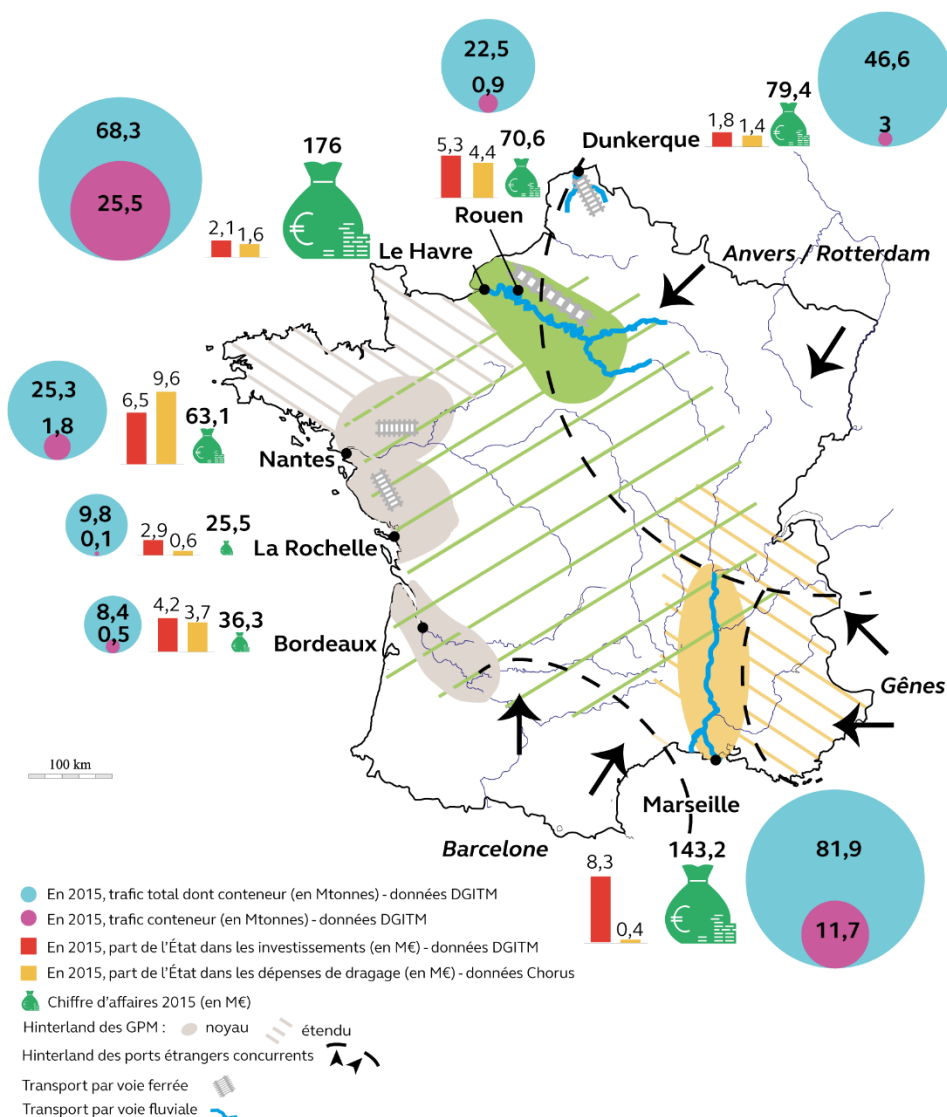 22,5
0,9
46,6
3
79,4
1,8
1,4
68,3
25,5
176
2,1
1,6
5,3
4,4
70,6
Dunkerque
Rouen
Le Havre
Anvers / Rotterdam
25,3
1,8
6,5
9,6
63,1
Nantes
9,8
0,1
2,9
0,6
25,5
La Rochelle
8,4
0,5
4,2
3,7
36,3
Bordeaux
Gênes
100 km
Marseille
Barcelone
8,3
0,4
143,2
81,9
11,7
En 2015, trafic total dont conteneur (en Mtonnes) - données DGITM
En 2015, trafic conteneur (en Mtonnes) - données DGITM
En 2015, part de l'État dans les investissements (en M€) - données DGITM
En 2015, part de l'État dans les dépenses de dragage (en M€) - données Chorus
Chiffre d'affaires 2015 (en M€)
Hinterland des GPM : noyau étendu
Hinterland des ports étrangers concurrents
Transport par voie ferrée
Transport par voie fluviale